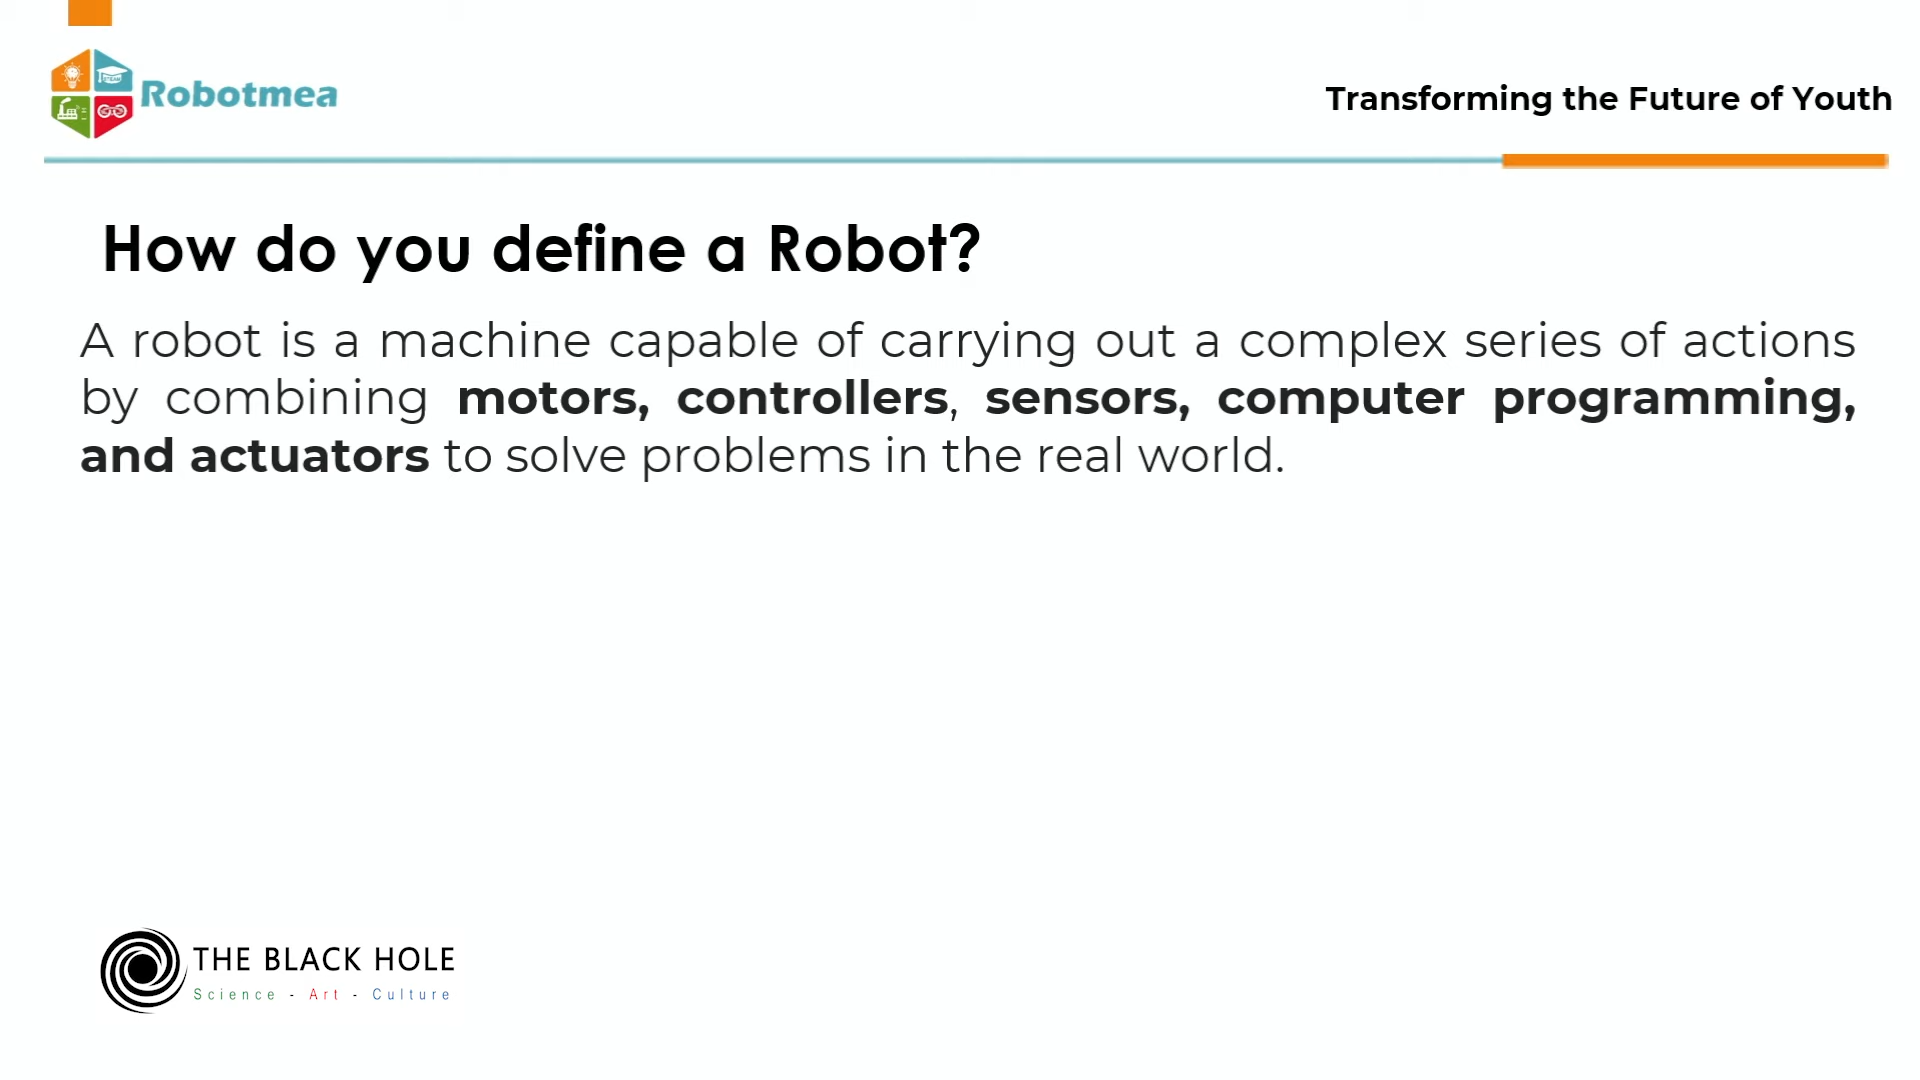 Robotmea
Transforming the Future of Youth
How do you define a Robot?
A robot is a machine capable of carrying out a complex series of actions
by combining motors, controllers, sensors, computer programming,
and actuators to solve problems in the real world.
THE BLACK HOLE
Science - Art - Culture